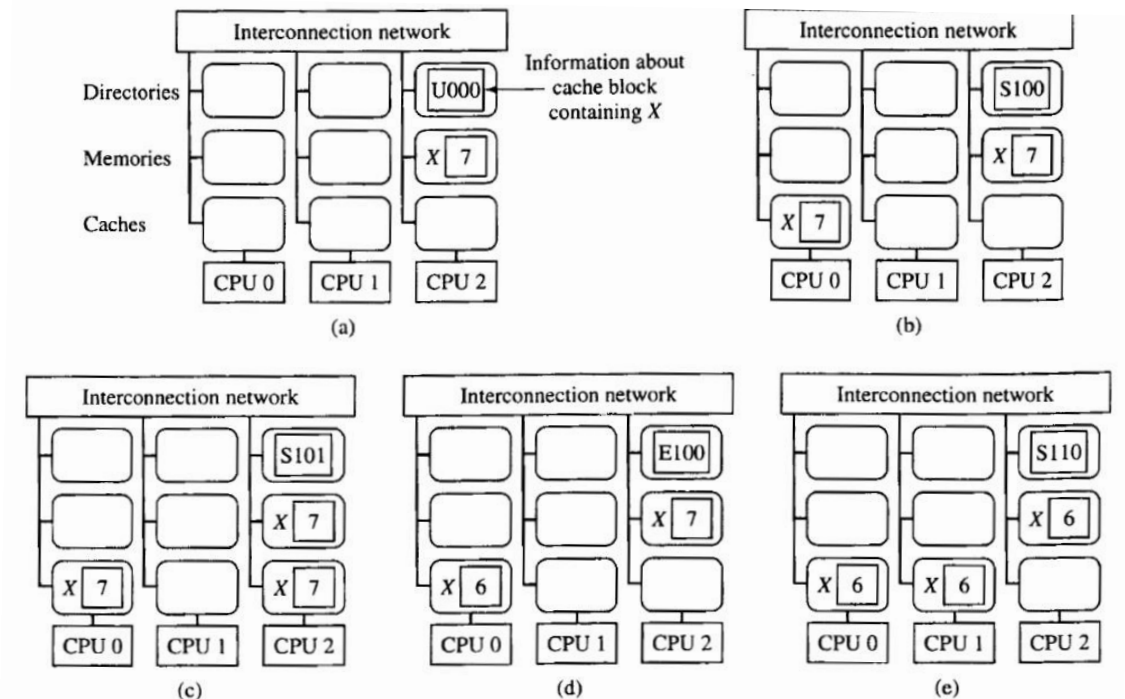 Interconnection network
Directories
U000
Information about
cache block
containing X
Memories
X 7
Caches
CPU 0 CPU 1 CPU 2
(a)
Interconnection network
S100
X 7
X 7
CPU 0 CPU 1 CPU 2
(b)
Interconnection network
S101
X 7
X 7 X 7
CPU 0 CPU 1 CPU 2
(c)
Interconnection network
E100
X 7
X 6
CPU 0 CPU 1 CPU 2
(d)
Interconnection network
S110
X 6
X 6 X 6
CPU 0 CPU 1 CPU 2
(e)